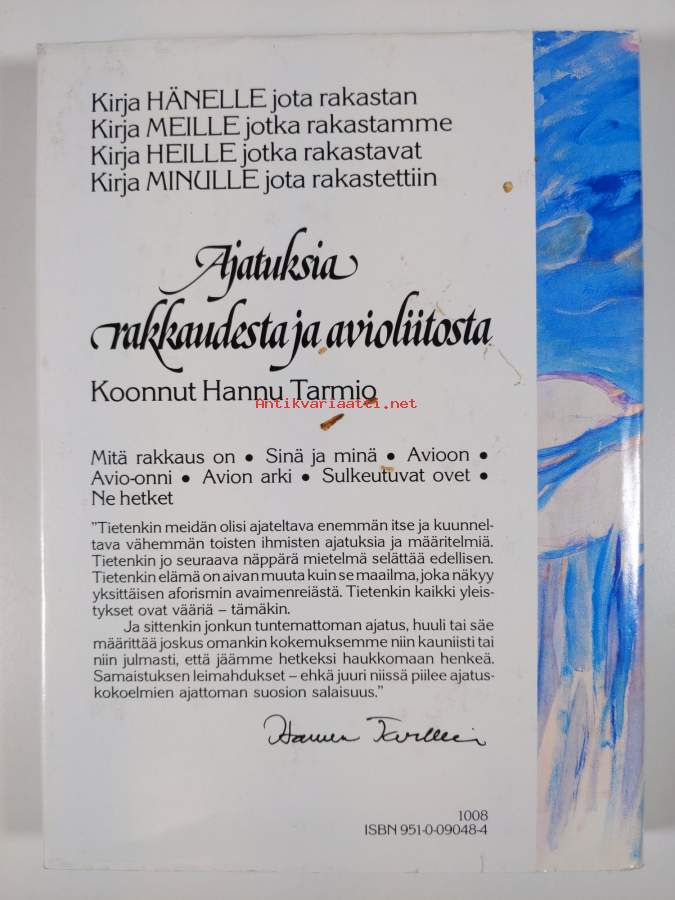 Kirja HÄNELLE jota rakastan
Kirja MEILLE jotka rakastamme
Kirja HEILLE jotka rakastavat
Kirja MINULLE jota rakastettiin
Ajatuksia
rakkaudesta ja avioliitosta
Koonnut Hannu Tarmio
Antikvariaatti.net
Mitä rakkaus on • Sinä ja minä • Avioon •
Avio-onni • Avion arki • Sulkeutuvat ovet •
Ne hetket
"Tietenkin meidän olisi ajateltava enemmän itse ja kuunnel-
tava vähemmän toisten ihmisten ajatuksia ja määritelmiä.
Tietenkin jo seuraava näppärä mietelmä selättää edellisen.
Tietenkin elämä on aivan muuta kuin se maailma, joka näkyy
yksittäisen aforismin avaimenreiästä. Tietenkin kaikki yleis-
tykset ovat vääriä – tämäkin.
Ja sittenkin jonkun tuntemattoman ajatus, huuli tai säe
määrittää joskus omankin kokemuksemme niin kauniisti tai
niin julmasti, että jäämme hetkeksi haukkomaan henkeä.
Samaistuksen leimahdukset – ehkä juuri niissä piilee ajatus-
kokoelmien ajattoman suosion salaisuus."
Hannu Tarmio
1008
ISBN 951-0-09048-4